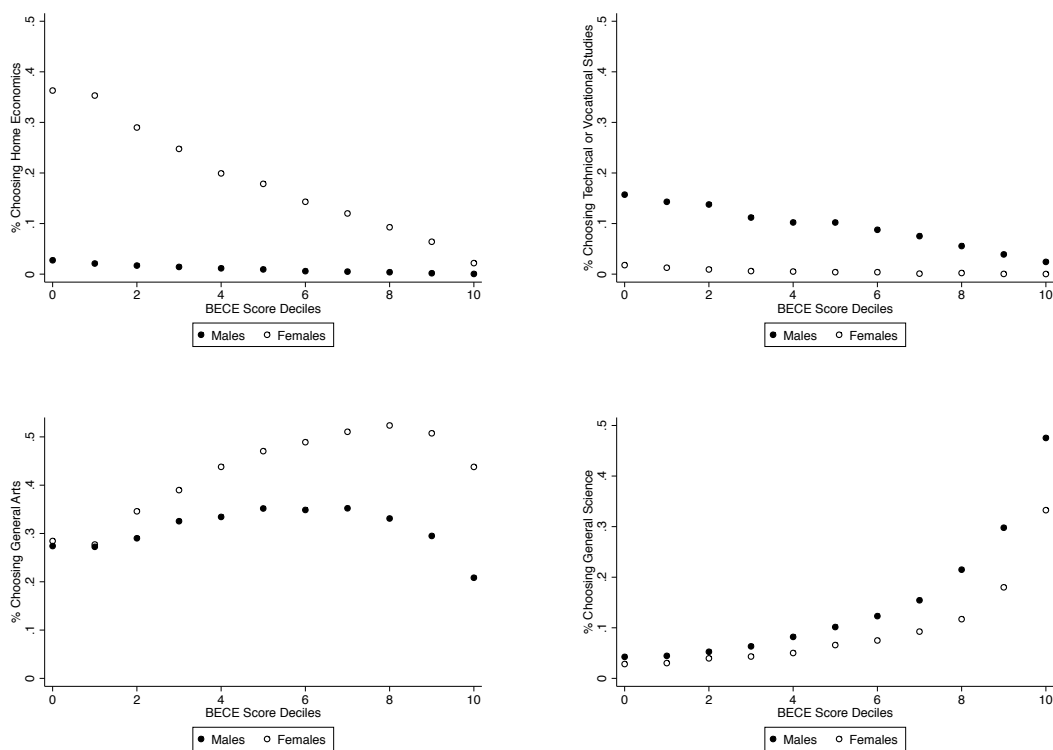 % Choosing Home Economics
.5
.4
.3
.2
.1
0
0 2 4 6 8 10
BECE Score Deciles
Males Females
% Choosing Technical or Vocational Studies
.5
.4
.3
.2
.1
0
0 2 4 6 8 10
BECE Score Deciles
Males Females
% Choosing General Arts
.5
.4
.3
.2
.1
0
0 2 4 6 8 10
BECE Score Deciles
Males Females
% Choosing General Science
.5
.4
.3
.2
.1
0
0 2 4 6 8 10
BECE Score Deciles
Males Females